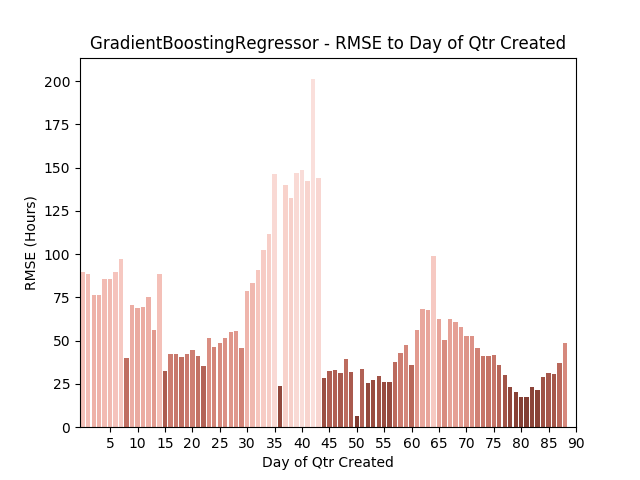 GradientBoostingRegressor - RMSE to Day of Qtr Created
200
175
150
125
100
75
50
25
0
RMSE (Hours)
5 10 15 20 25 30 35 40 45 50 55 60 65 70 75 80 85 90
Day of Qtr Created